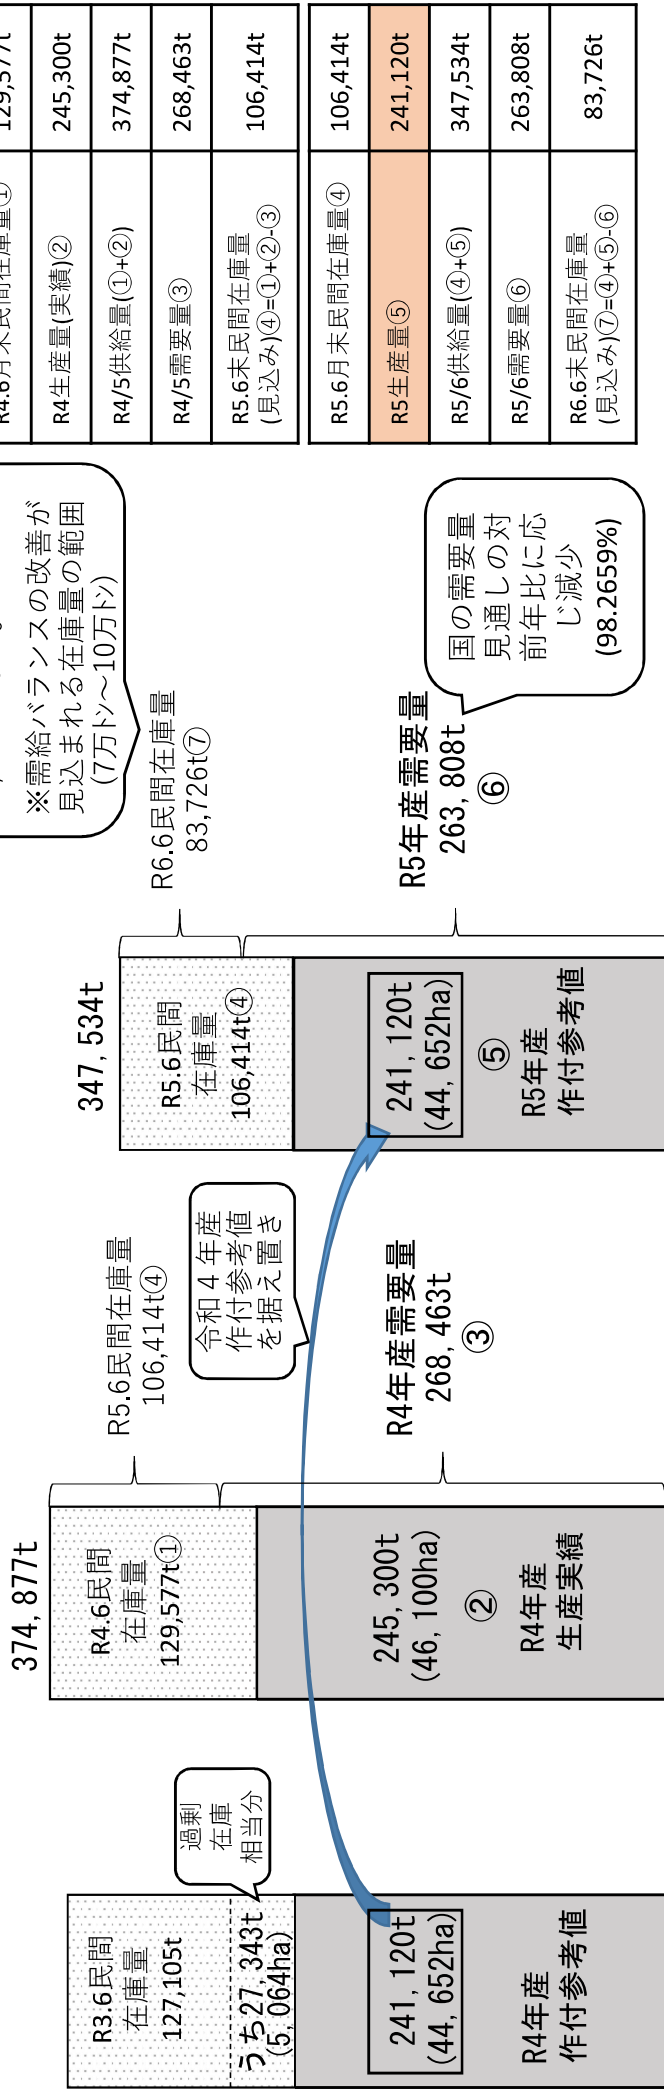 R3.6民間
在庫量
127,105t
うち27,343t
(5,064ha)
過剰
在庫
相当分
241,120t
(44,652ha)
R4年産
作付参考値
374,877t
R4.6民間
在庫量
129,577t①
245,300t
(46,100ha)
②
R4年産
生産実績
R5.6民間在庫量
106,414t④
R4年産需要量
268,463t
③
令和４年産
作付参考値
を据え置き
347,534t
R5.6民間
在庫量
106,414t④
241,120t
(44,652ha)
⑤
R5年産
作付参考値
R6.6民間在庫量
83,726t⑦
R5年産需要量
263,808t
⑥
※需給バランスの改善が
見込まれる在庫量の範囲
(7万トン～10万トン)
国の需要量
見通しの対
前年比に応
じ減少
(98.2659%)
R4.6月末民間在庫量① 129,577t
R4生産量(実績)② 245,300t
R4/5供給量(①+②) 374,877t
R4/5需要量③ 268,463t
R5.6末民間在庫量
(見込み)④=①+②-③ 106,414t
R5.6月末民間在庫量④ 106,414t
R5生産量⑤ 241,120t
R5/6供給量(④+⑤) 347,534t
R5/6需要量⑥ 263,808t
R6.6末民間在庫量
(見込み)⑦=④+⑤-⑥ 83,726t